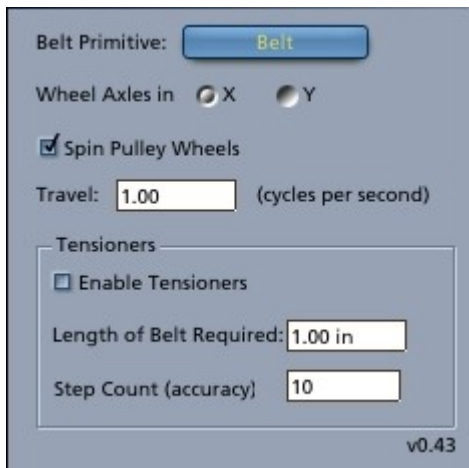 Belt Primitive: Belt
Wheel Axles in X Y
Spin Pulley Wheels
Travel: 1.00 (cycles per second)
Tensioners
Enable Tensioners
Length of Belt Required: 1.00 in
Step Count (accuracy) 10
v0.43